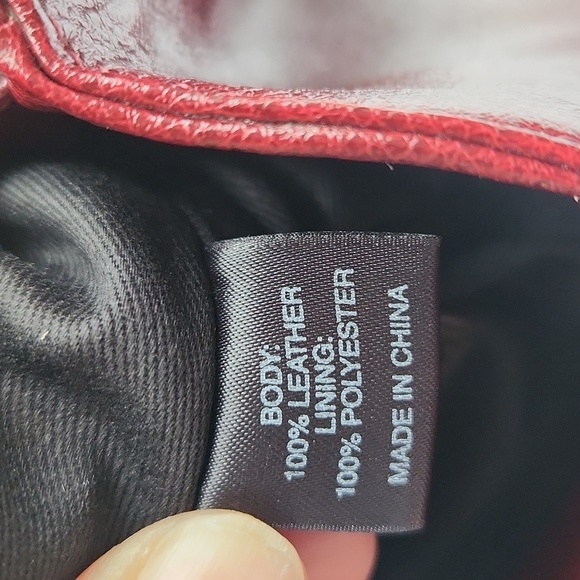 BODY:
100% LEATHER
LINING:
100% POLYESTER
MADE IN CHINA